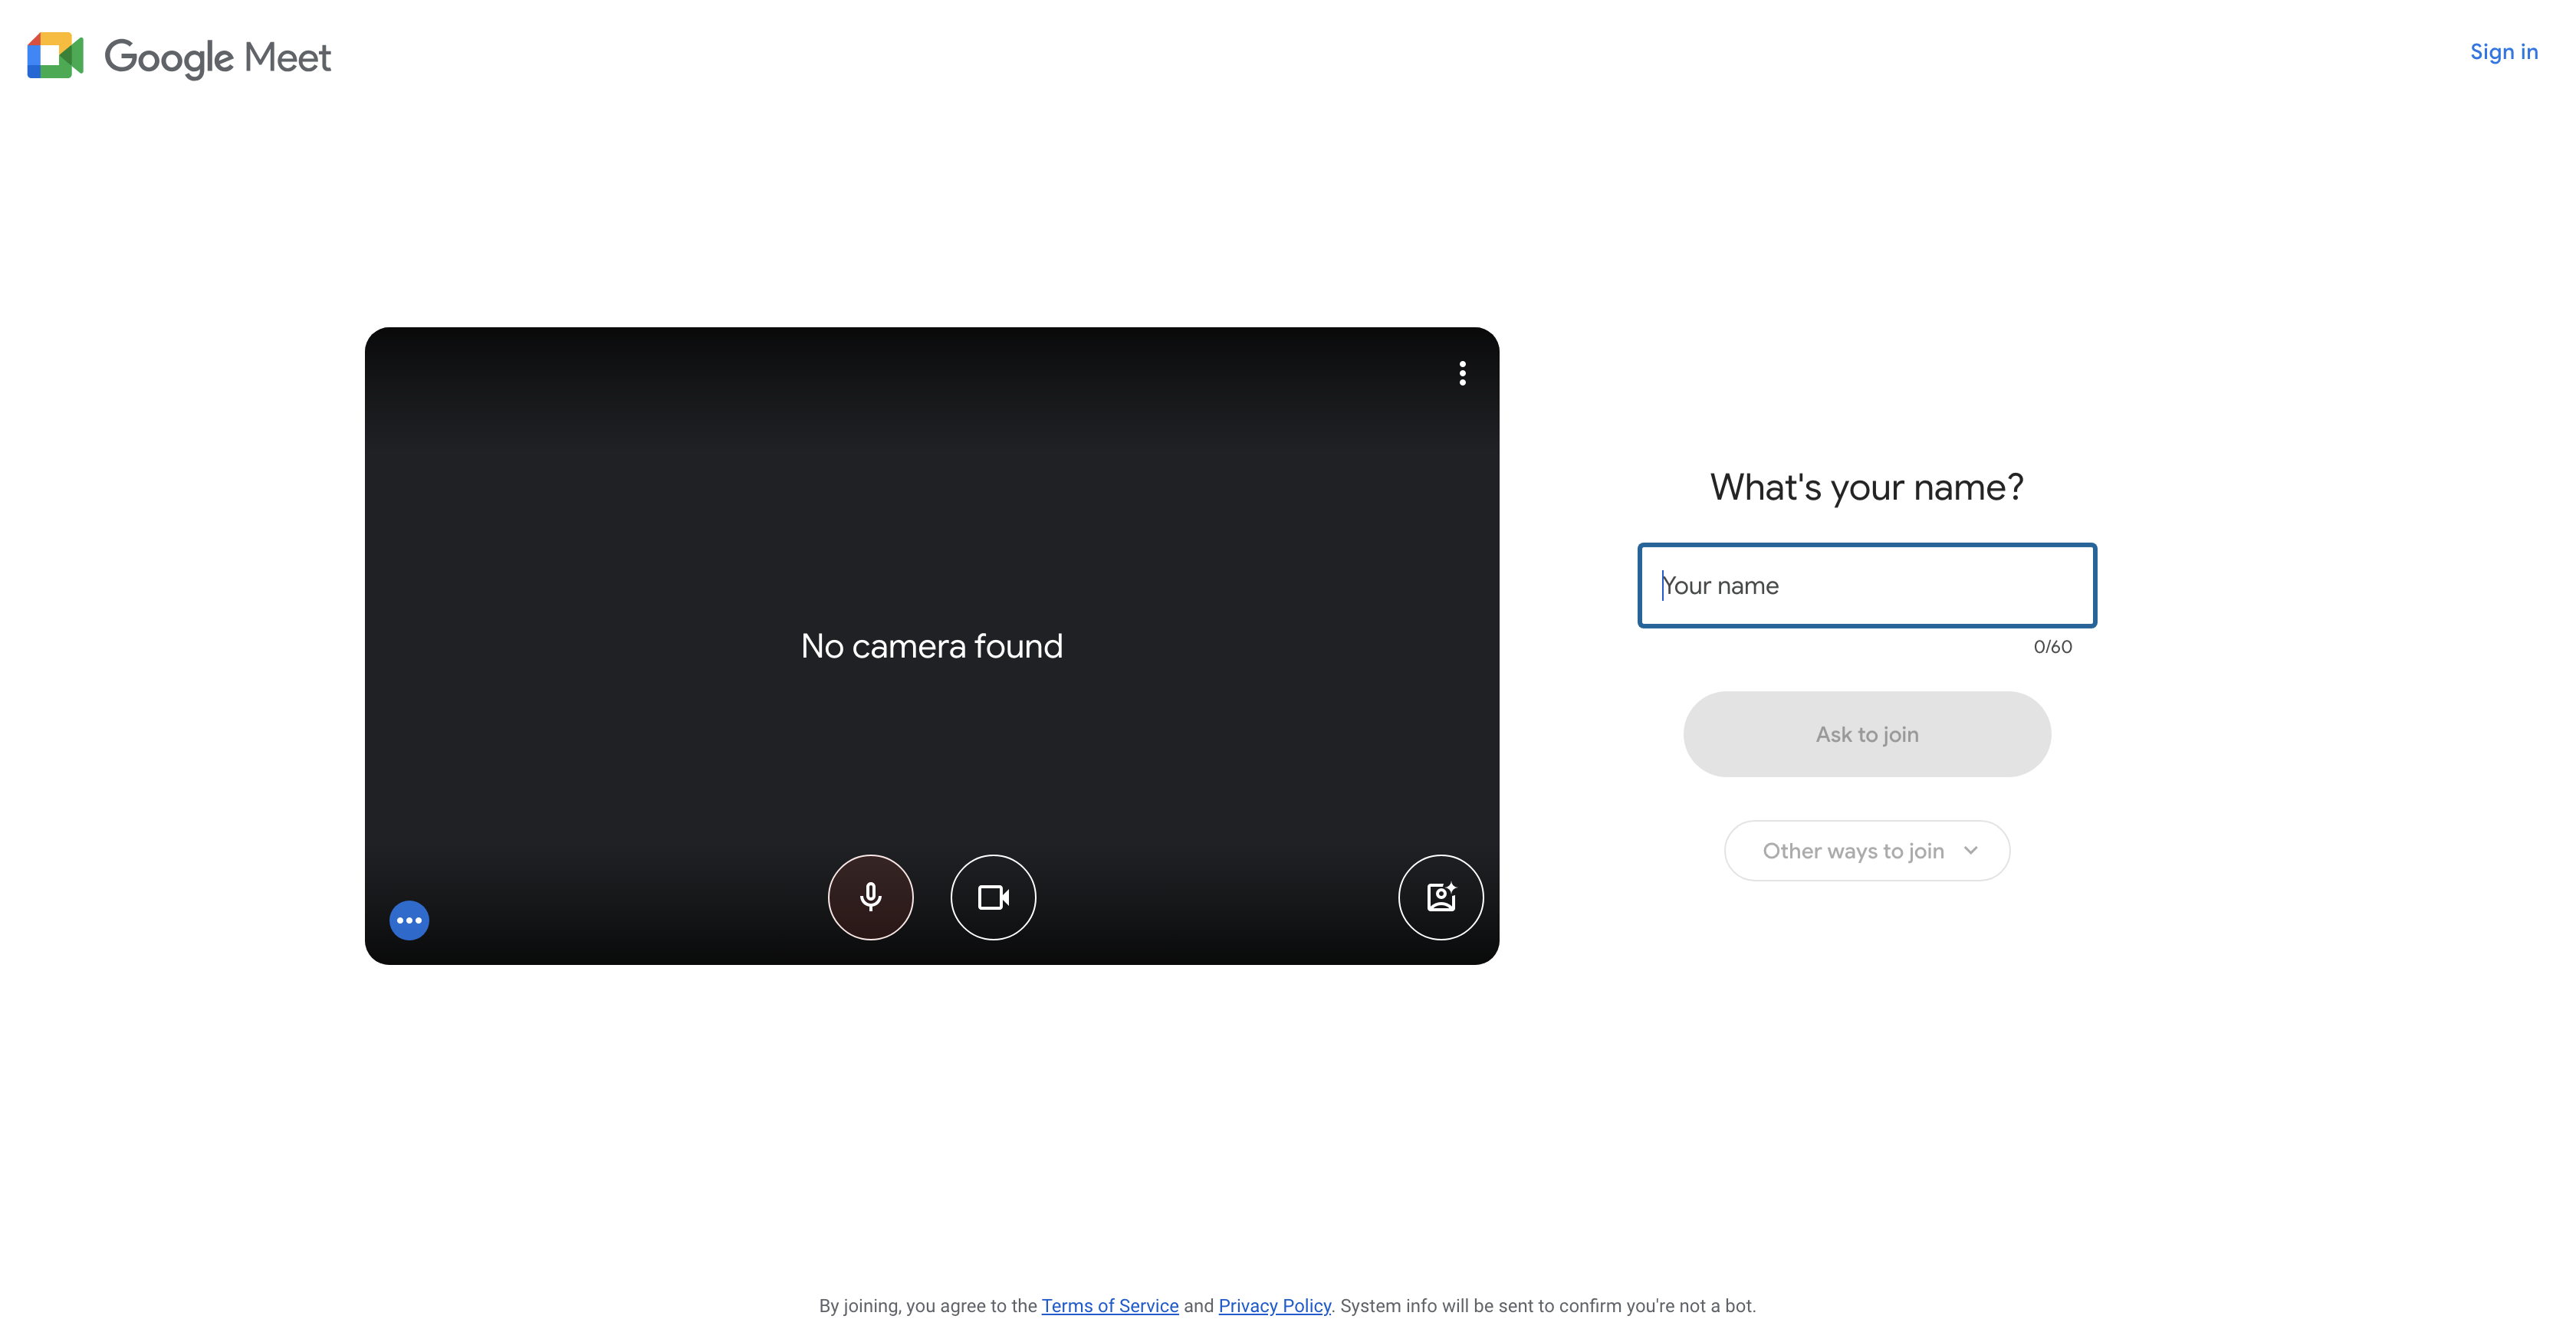 Google Meet
Sign in
No camera found
What's your name?
Your name
0/60
Ask to join
Other ways to join
By joining, you agree to the Terms of Service and Privacy Policy. System info will be sent to confirm you're not a bot.